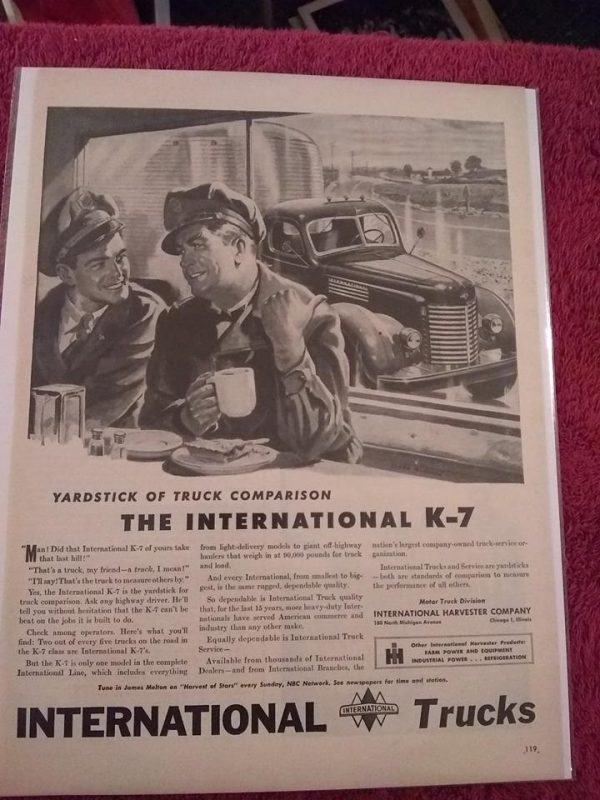 INTERNATIONAL
YARDSTICK OF TRUCK COMPARISON
THE INTERNATIONAL K-7
"Man! Did that International K-7 of yours take
that last hill!"
"That's a truck, my friend—a truck, I mean!"
"I'll say! That's the truck to measure others by."
Yes, the International K-7 is the yardstick for
truck comparison. Ask any highway driver. He'll
tell you without hesitation that the K-7 can't be
beat on the jobs it is built to do.
Check among operators. Here's what you'll
find: Two out of every five trucks on the road in
the K-7 class are International K-7's.
But the K-7 is only one model in the complete
International Line, which includes everything
from light-delivery models to giant off-highway
haulers that weigh in at 90,000 pounds for truck
and load.
And every International, from smallest to big-
gest, is the same rugged, dependable quality.
So dependable is International Truck quality
that, for the last 15 years, more heavy-duty Inter-
nationals have served American commerce and
industry than any other make.
Equally dependable is International Truck
Service—
Available from thousands of International
Dealers—and from International Branches, the
nation's largest company-owned truck-service or-
ganization.
International Trucks and Service are yardsticks
—both are standards of comparison to measure
the performance of all others.
Motor Truck Division
INTERNATIONAL HARVESTER COMPANY
180 North Michigan Avenue Chicago 1, Illinois
IH
Other International Harvester Products:
FARM POWER AND EQUIPMENT
INDUSTRIAL POWER . . . REFRIGERATION
Tune in James Melton on "Harvest of Stars" every Sunday, NBC Network. See newspapers for time and station.
INTERNATIONAL INTERNATIONAL Trucks
119